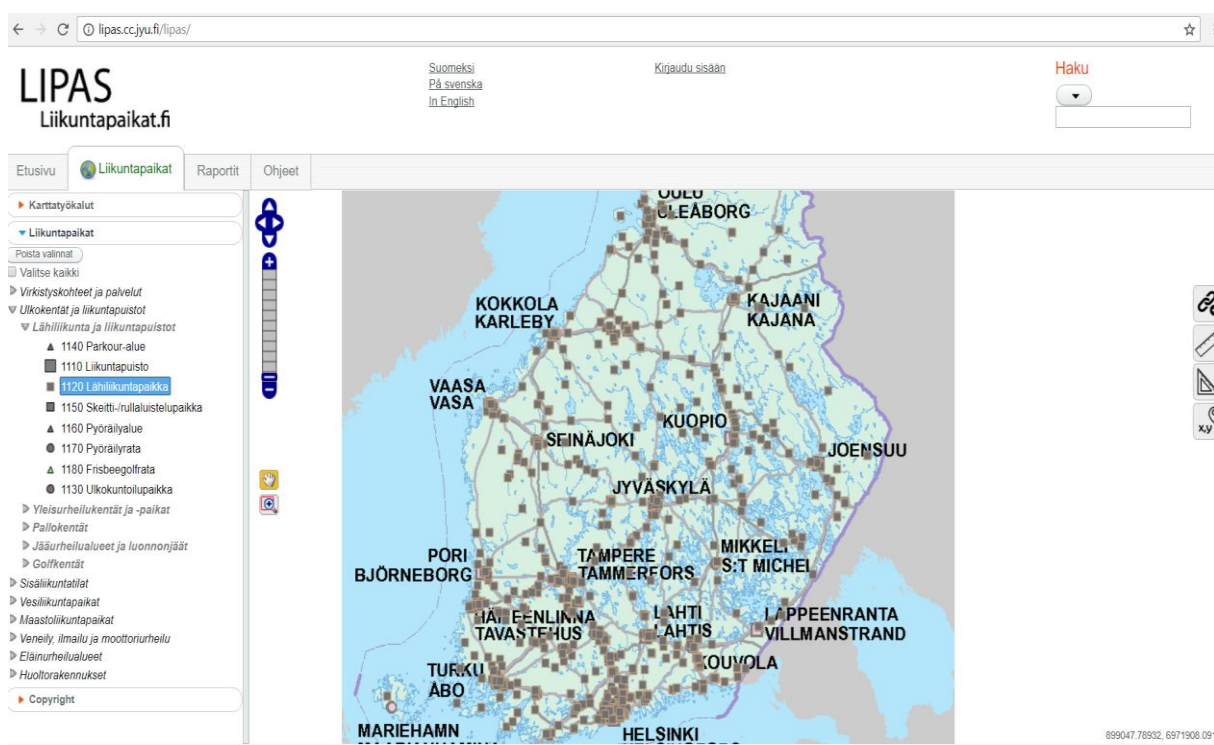 lipas.cc.jyu.fi/lipas/
LIPAS
Liikuntapaikat.fi
Suomeksi
På svenska
In English
Kirjaudu sisään
Haku
Etusivu
Liikuntapaikat
Raportit
Ohjeet
Karttatyökalut
Liikuntapaikat
Poista valinnat
Valitse kaikki
Virkistyskohteet ja palvelut
Ulkokentät ja liikuntapuistot
Lähiliikunta ja liikuntapuistot
1140 Parkour-alue
1110 Liikuntapuisto
1120 Lähiliikuntapaikka
1150 Skeitti-/rullaluistelupaikka
1160 Pyöräilyalue
1170 Pyöräilyrata
1180 Frisbeegolfrata
1130 Ulkokuntoilupaikka
Yleisurheilukentät ja -paikat
Pallokentät
Jääurheilualueet ja luonnonjäät
Golfkentät
Sisäliikuntatilat
Vesiliikuntapaikat
Maastoliikuntapaikat
Veneily, ilmailu ja moottoriurheilu
Eläinurheilualueet
Huoltorakennukset
Copyright
OULU
ULEÅBORG
KOKKOLA
KARLEBY
KAJAANI
KAJANA
VAASA
VASA
KUOPIO
SEINÄJOKI
JOENSUU
JYVÄSKYLÄ
PORI
BJÖRNEBORG
TAMPERE
TAMMERFORS
MIKKELI
S:T MICHEL
HÄMEENLINNA
TAVASTEHUS
LAHTI
LAHTIS
LAPPEENRANTA
VILLMANSTRAND
KOUVOLA
TURKU
ÅBO
MARIEHAMN
HELSINKI
x,y
899047.78932, 6971908.091